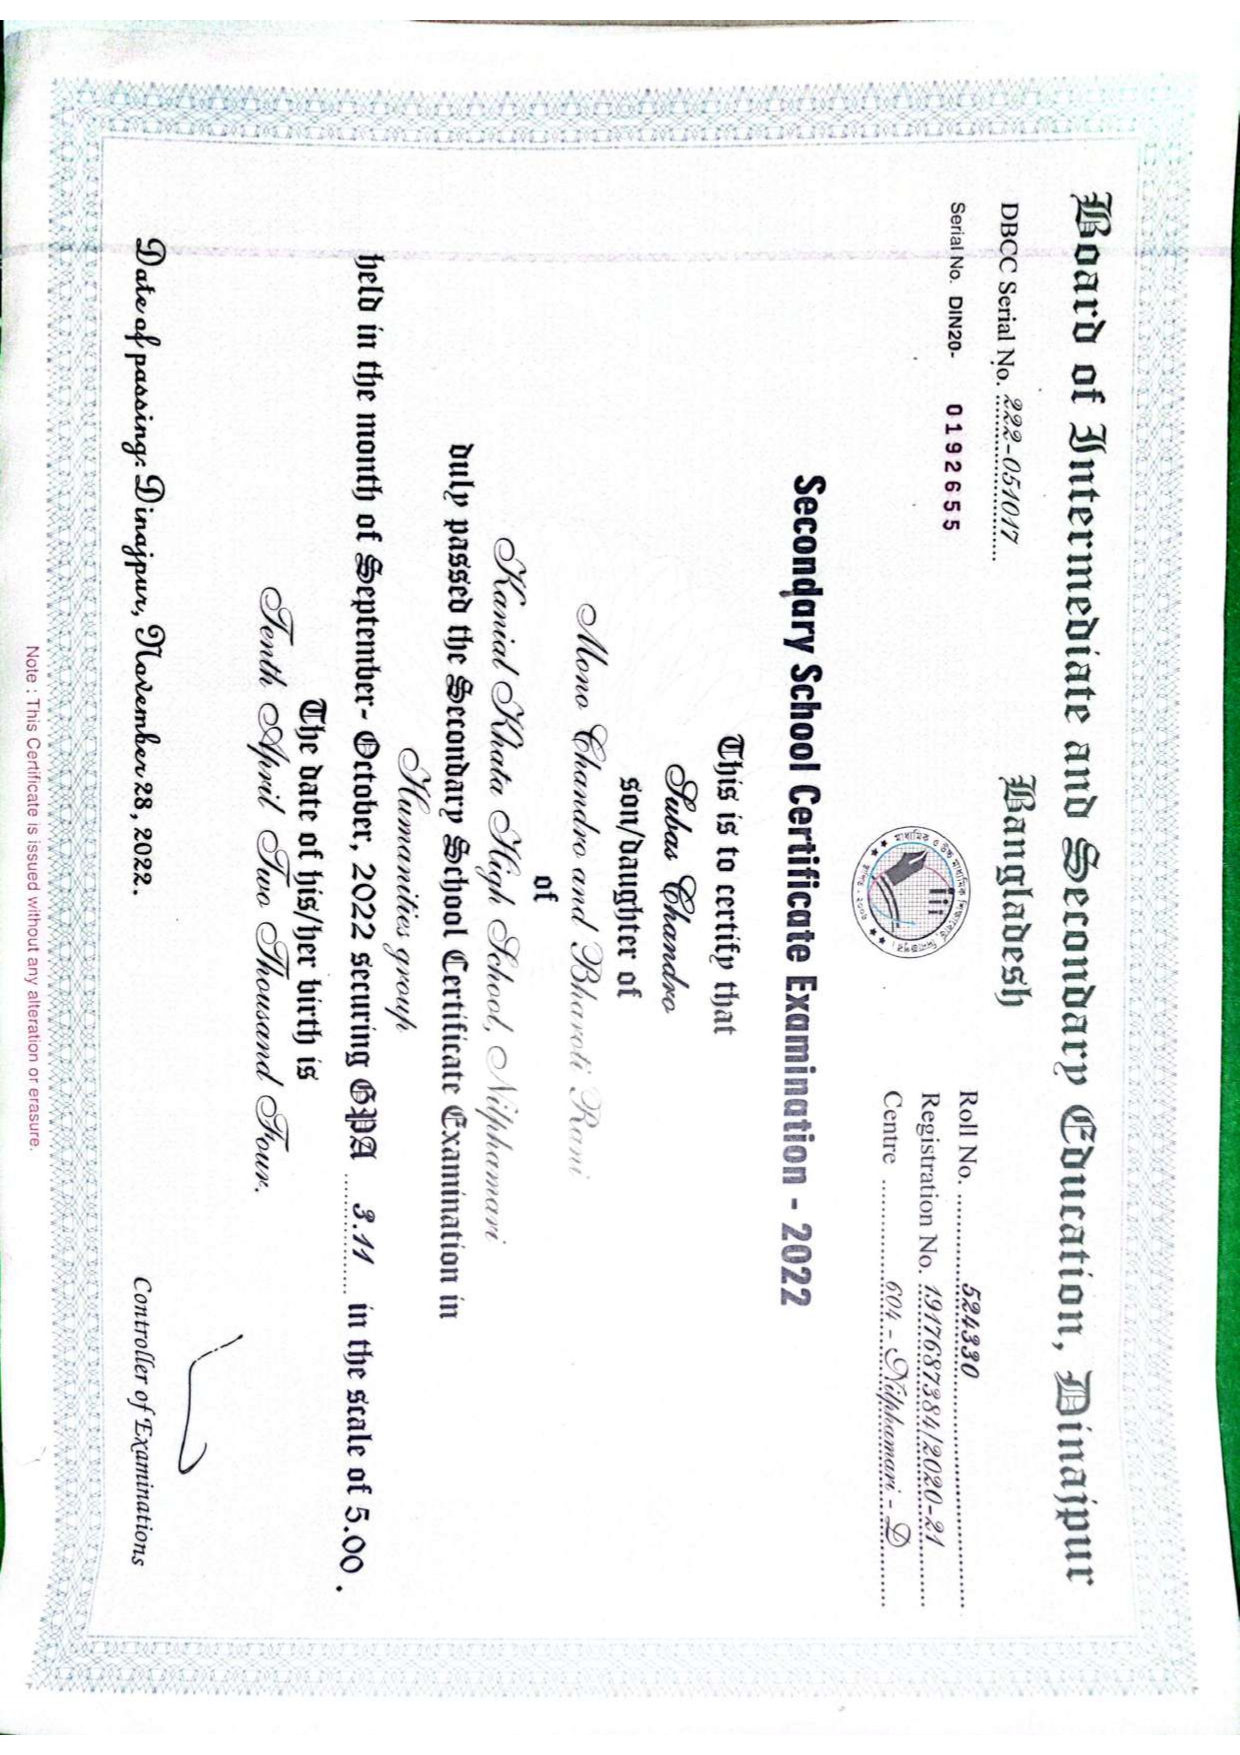 Board of Intermediate and Secondary Education, Dinajpur
Bangladesh
DBCC Serial No. 222-051017
Serial No. DIN20- 0192655
Roll No. 524330
Registration No. 1917687384/2020-21
Centre 604 - Nilphamari - D
Secondary School Certificate Examination - 2022
This is to certify that
Subas Chandro
son/daughter of
Mono Chandro and Bharoti Rani
of
Kanial Khata High School, Nilphamari
duly passed the Secondary School Certificate Examination in
Humanities group
held in the month of September- October, 2022 securing GPA 3.11 in the scale of 5.00 .
The date of his/her birth is
Tenth April Two Thousand Four.
Date of passing: Dinajpur, November 28, 2022.
Controller of Examinations
Note : This Certificate is issued without any alteration or erasure.